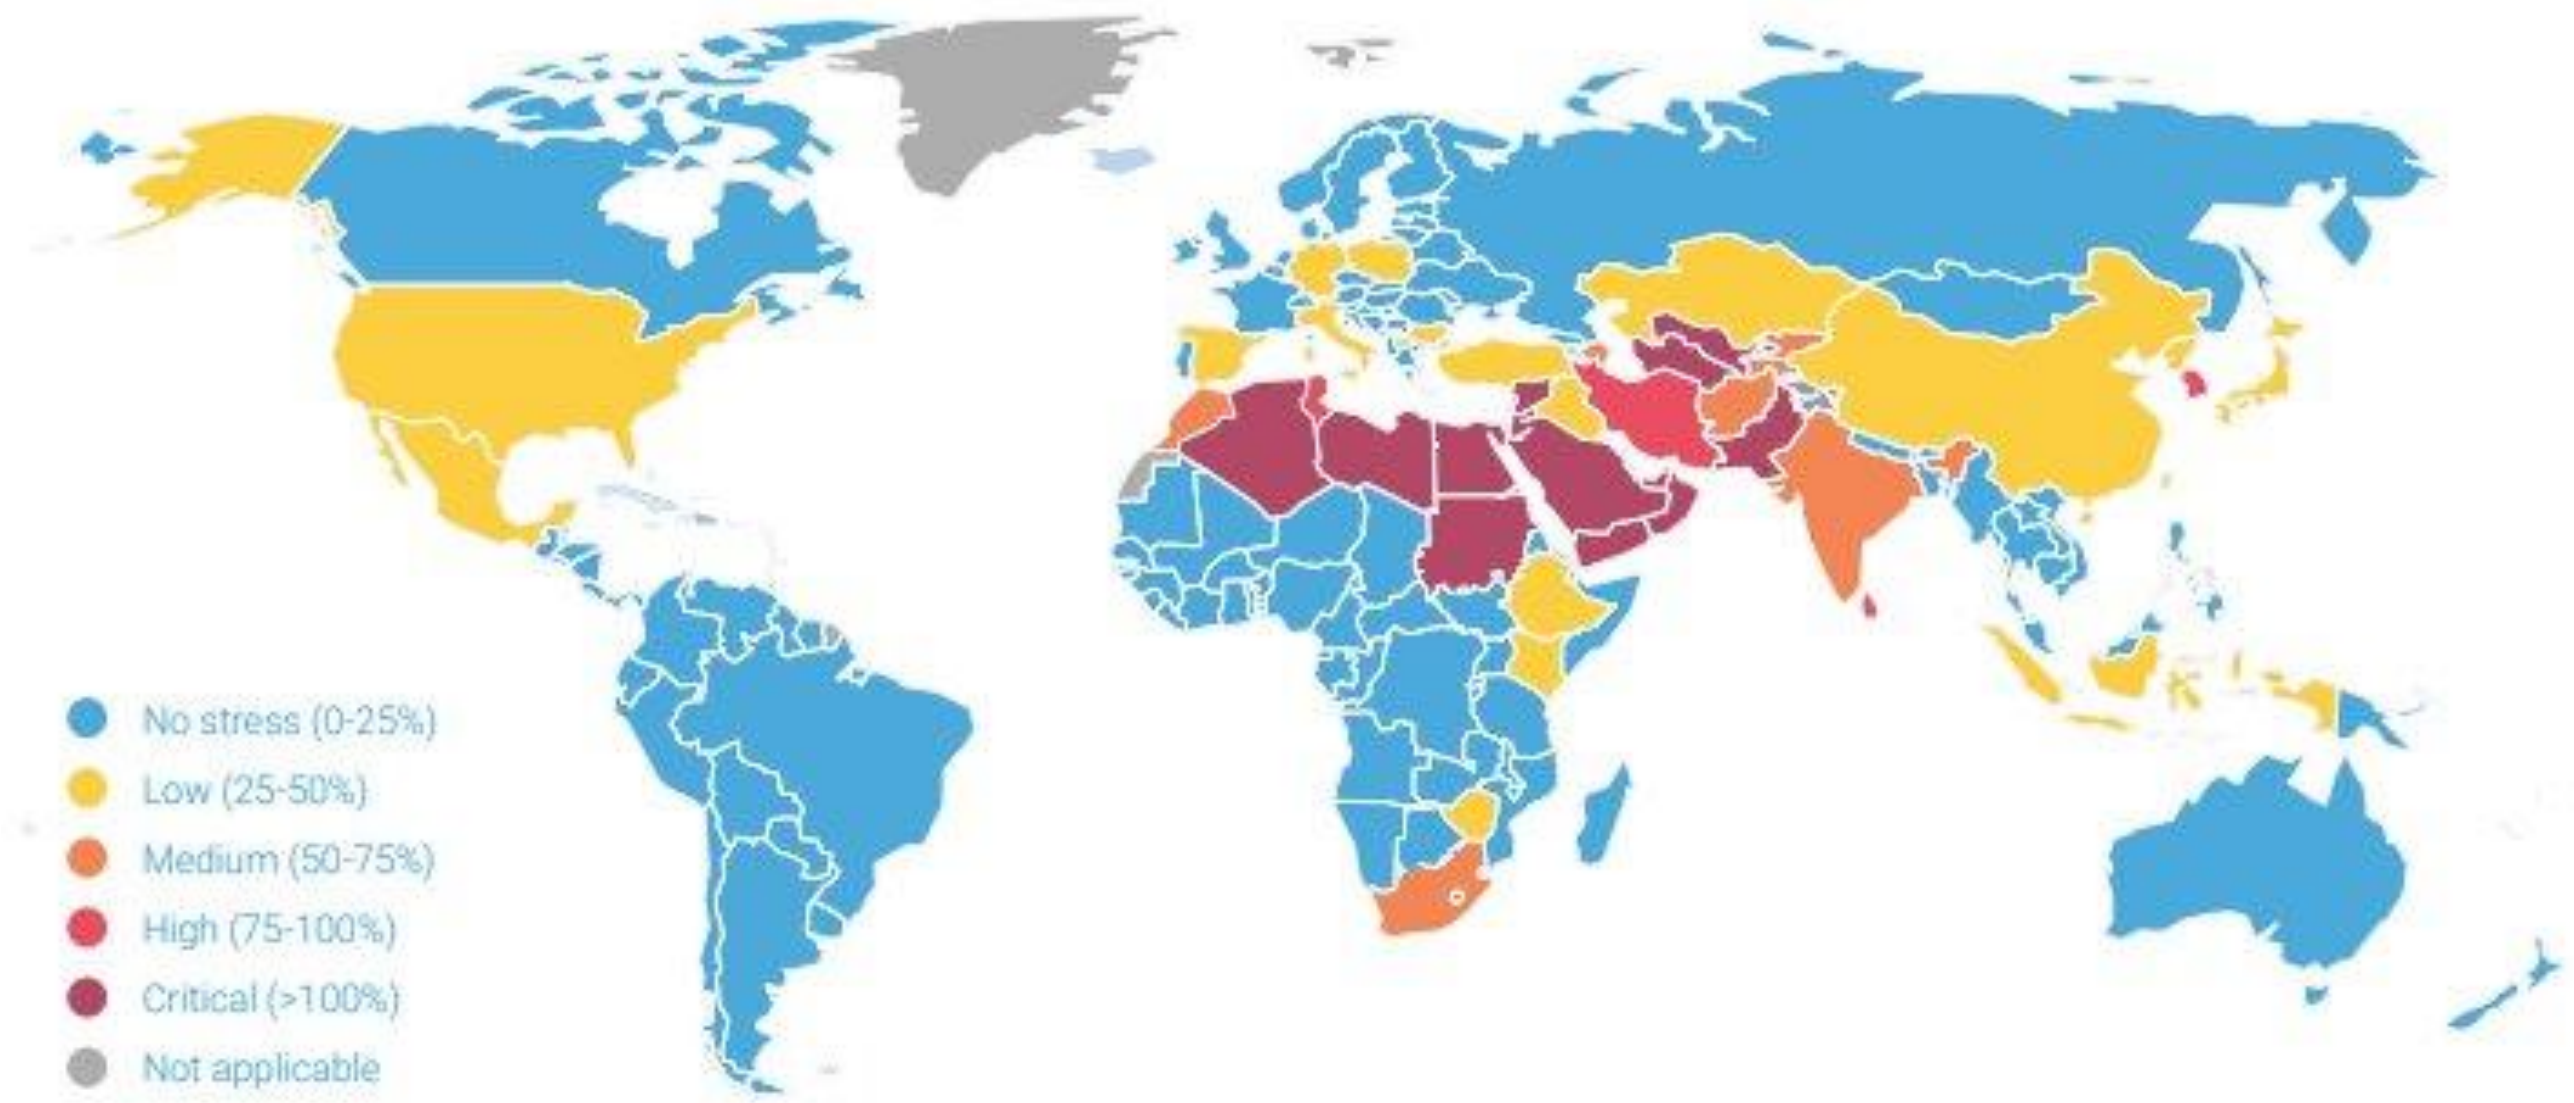 No stress (0-25%)
Low (25-50%)
Medium (50-75%)
High (75-100%)
Critical (>100%)
Not applicable